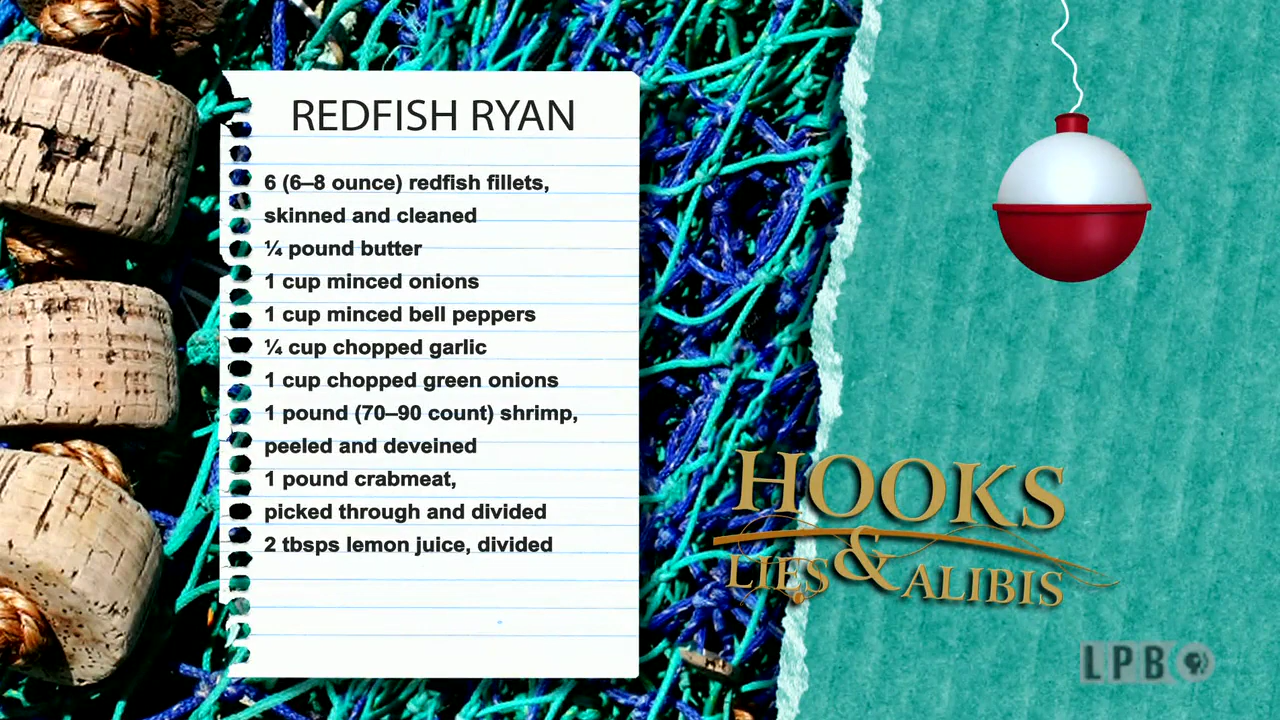 REDFISH RYAN
6 (6–8 ounce) redfish fillets,
skinned and cleaned
¼ pound butter
1 cup minced onions
1 cup minced bell peppers
¼ cup chopped garlic
1 cup chopped green onions
1 pound (70–90 count) shrimp,
peeled and deveined
1 pound crabmeat,
picked through and divided
2 tbsps lemon juice, divided
HOOKS
LIES & ALIBIS
LPB